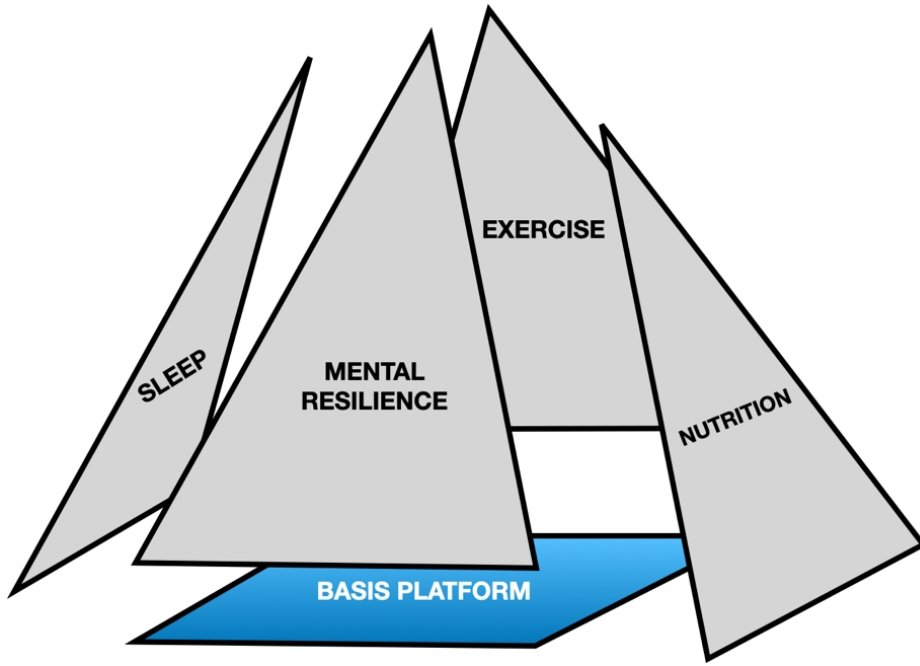 EXERCISE
SLEEP
MENTAL
RESILIENCE
NUTRITION
BASIS PLATFORM